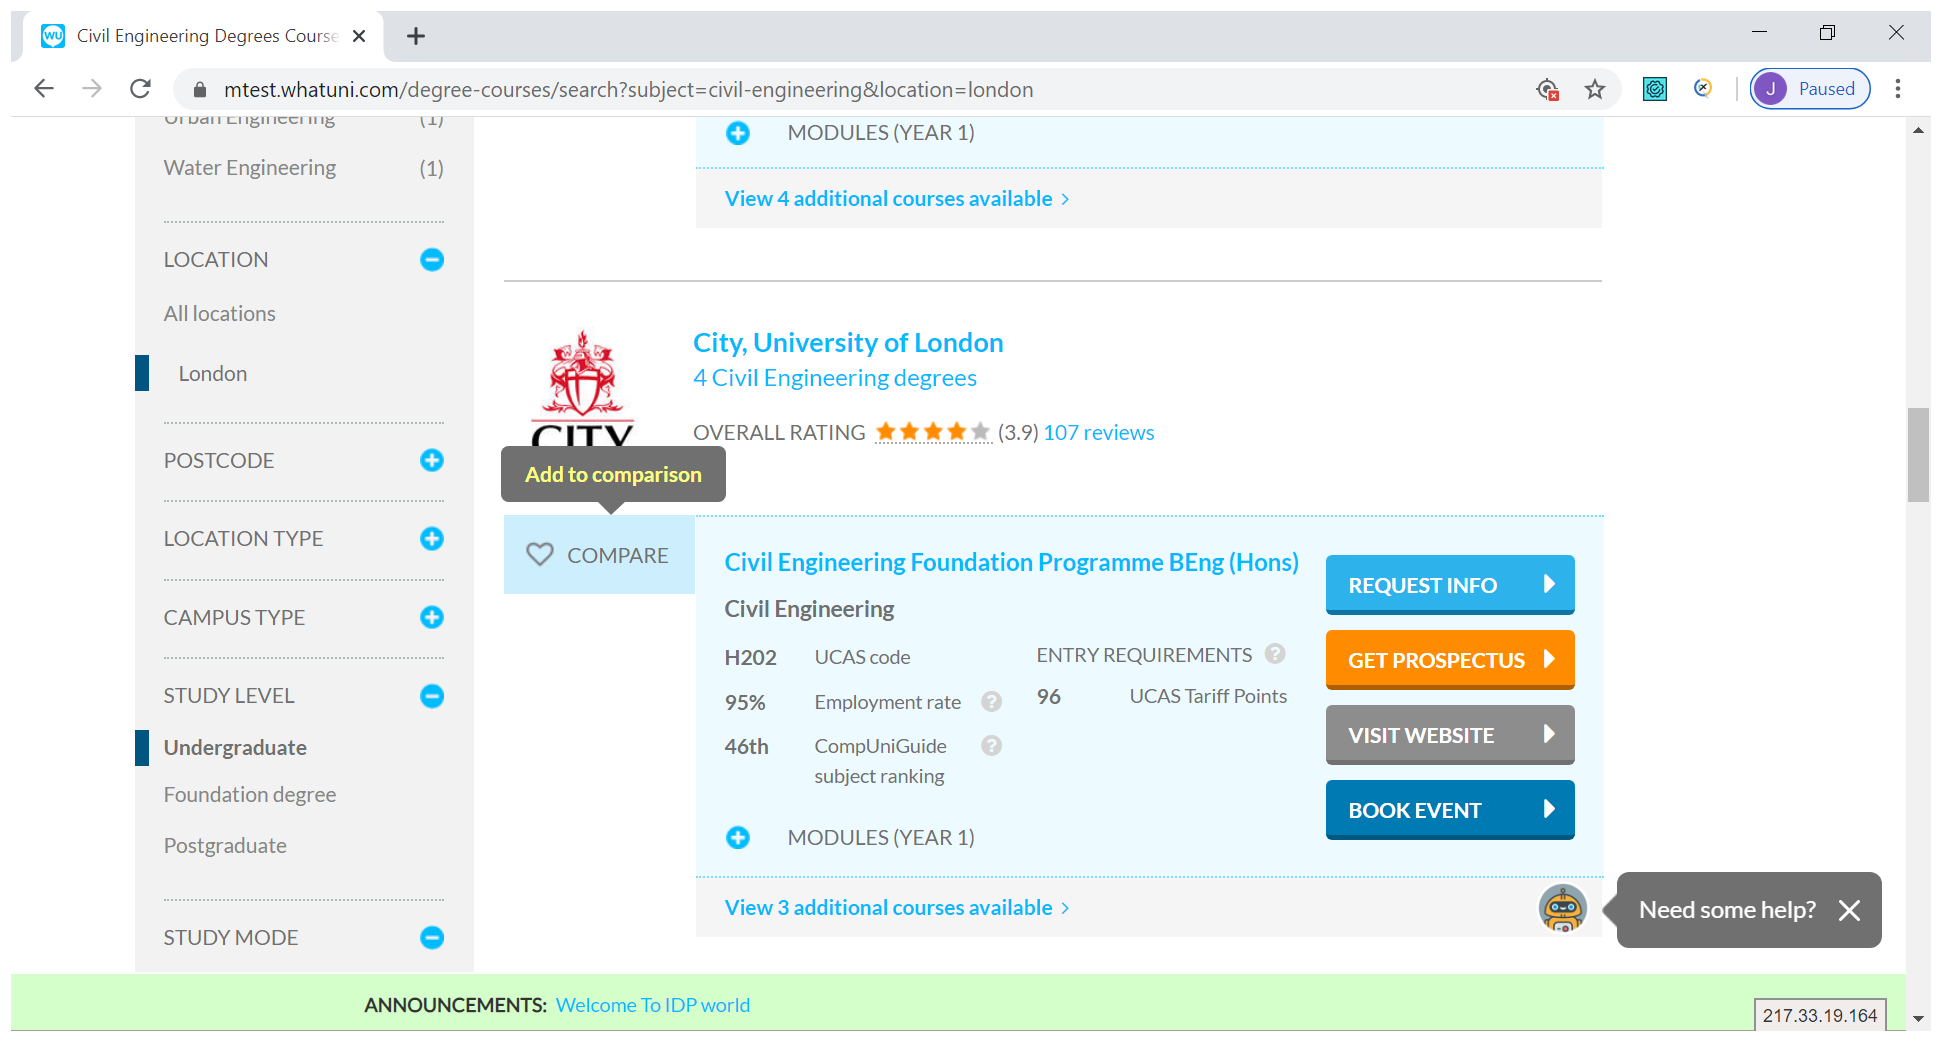 WU
Civil Engineering Degrees Course
mtest.whatuni.com/degree-courses/search?subject=civil-engineering&location=london
J
Paused
Urban Engineering (1)
Water Engineering (1)
LOCATION
All locations
London
POSTCODE
LOCATION TYPE
CAMPUS TYPE
STUDY LEVEL
Undergraduate
Foundation degree
Postgraduate
STUDY MODE
MODULES (YEAR 1)
View 4 additional courses available >
City, University of London
4 Civil Engineering degrees
CITY
OVERALL RATING (3.9) 107 reviews
Add to comparison
COMPARE
Civil Engineering Foundation Programme BEng (Hons)
Civil Engineering
H202 UCAS code
95% Employment rate ?
46th CompUniGuide ?
subject ranking
ENTRY REQUIREMENTS ?
96 UCAS Tariff Points
REQUEST INFO
GET PROSPECTUS
VISIT WEBSITE
BOOK EVENT
MODULES (YEAR 1)
View 3 additional courses available >
Need some help?
ANNOUNCEMENTS: Welcome To IDP world
217.33.19.164